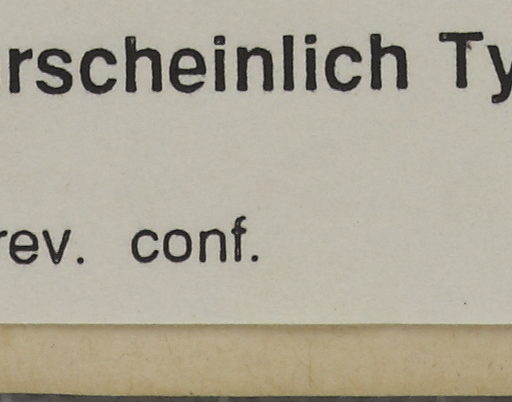 rscheinlich Ty
rev. conf.